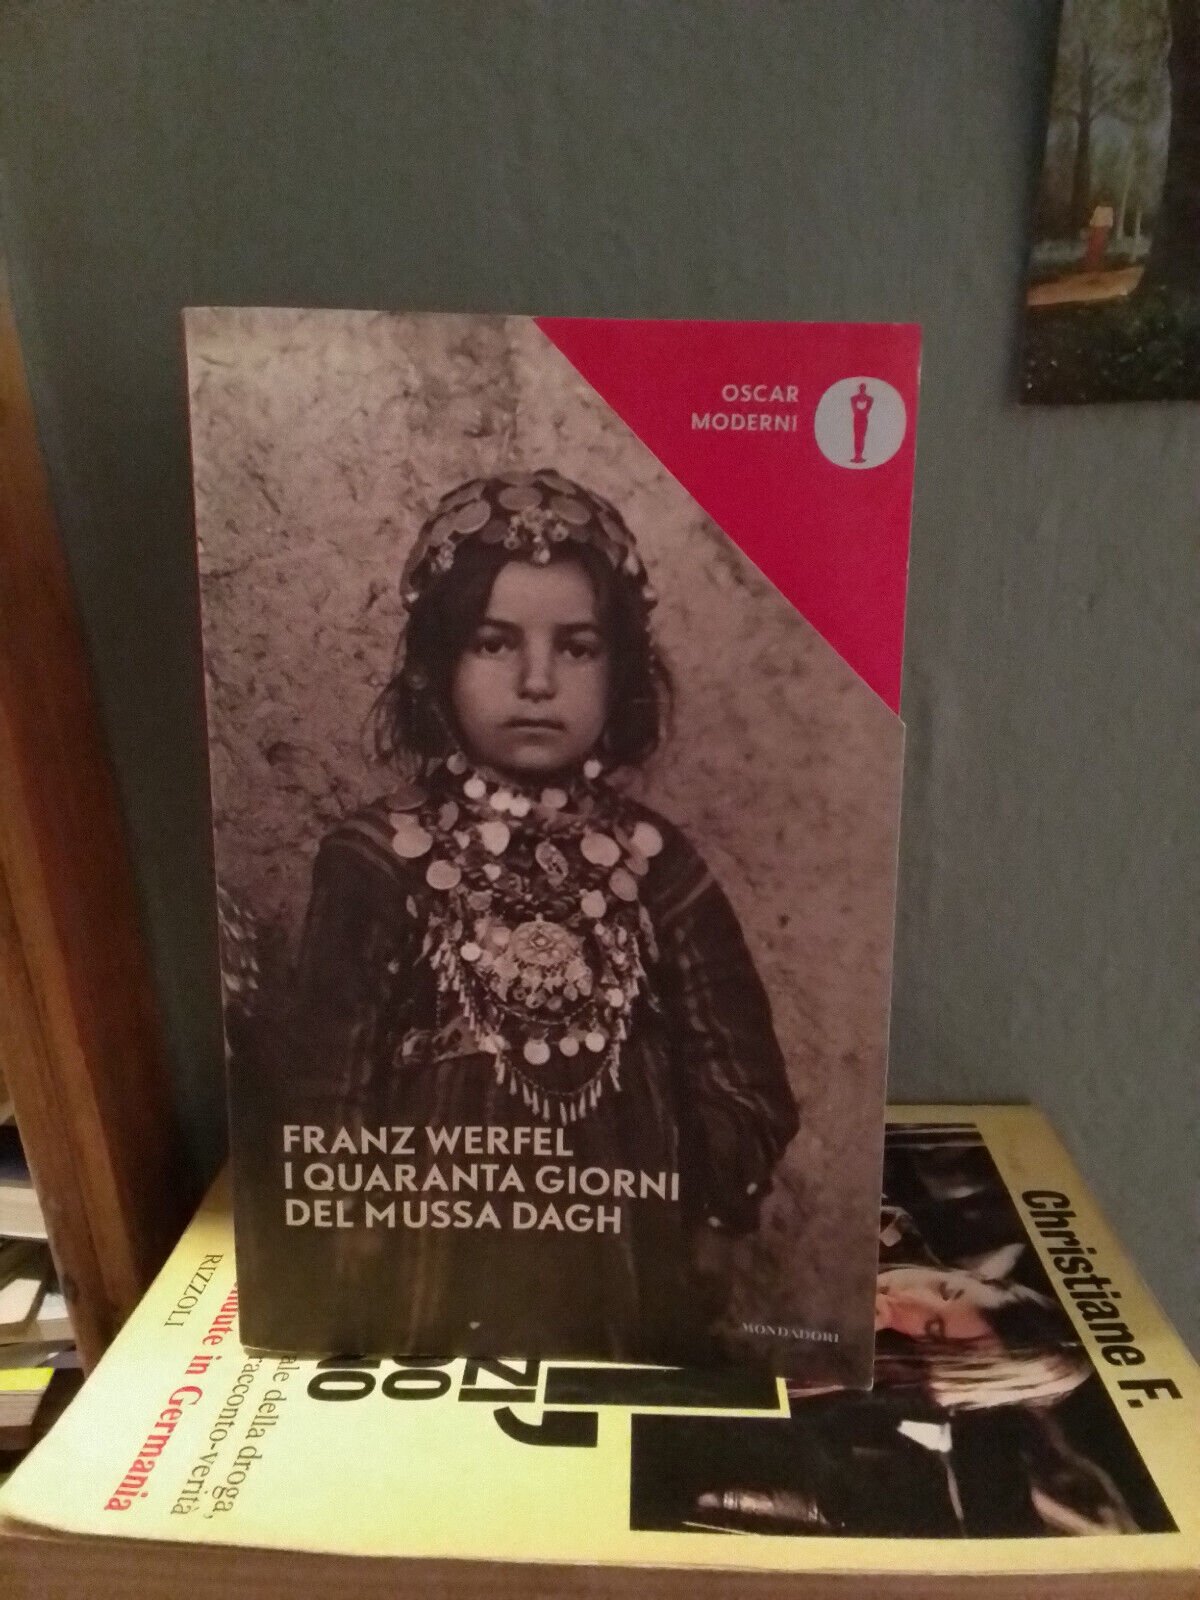 OSCAR
MODERNI
FRANZ WERFEL
I QUARANTA GIORNI
DEL MUSSA DAGH
MONDADORI
Christiane F.
RIZZOLI
in Germania
della droga,
racconto-verità